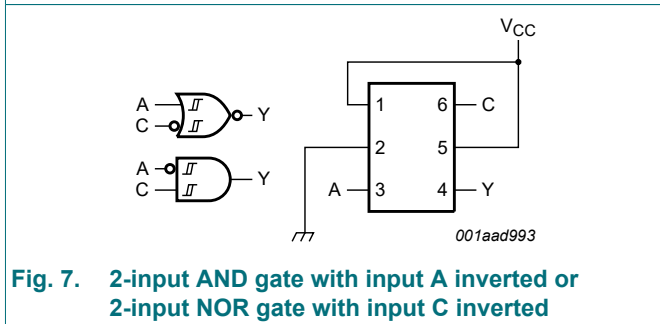 V_CC
A
C
Y
A
C
Y
1 6 C
2 5
A 3 4 Y
001aad993
Fig. 7. 2-input AND gate with input A inverted or
2-input NOR gate with input C inverted